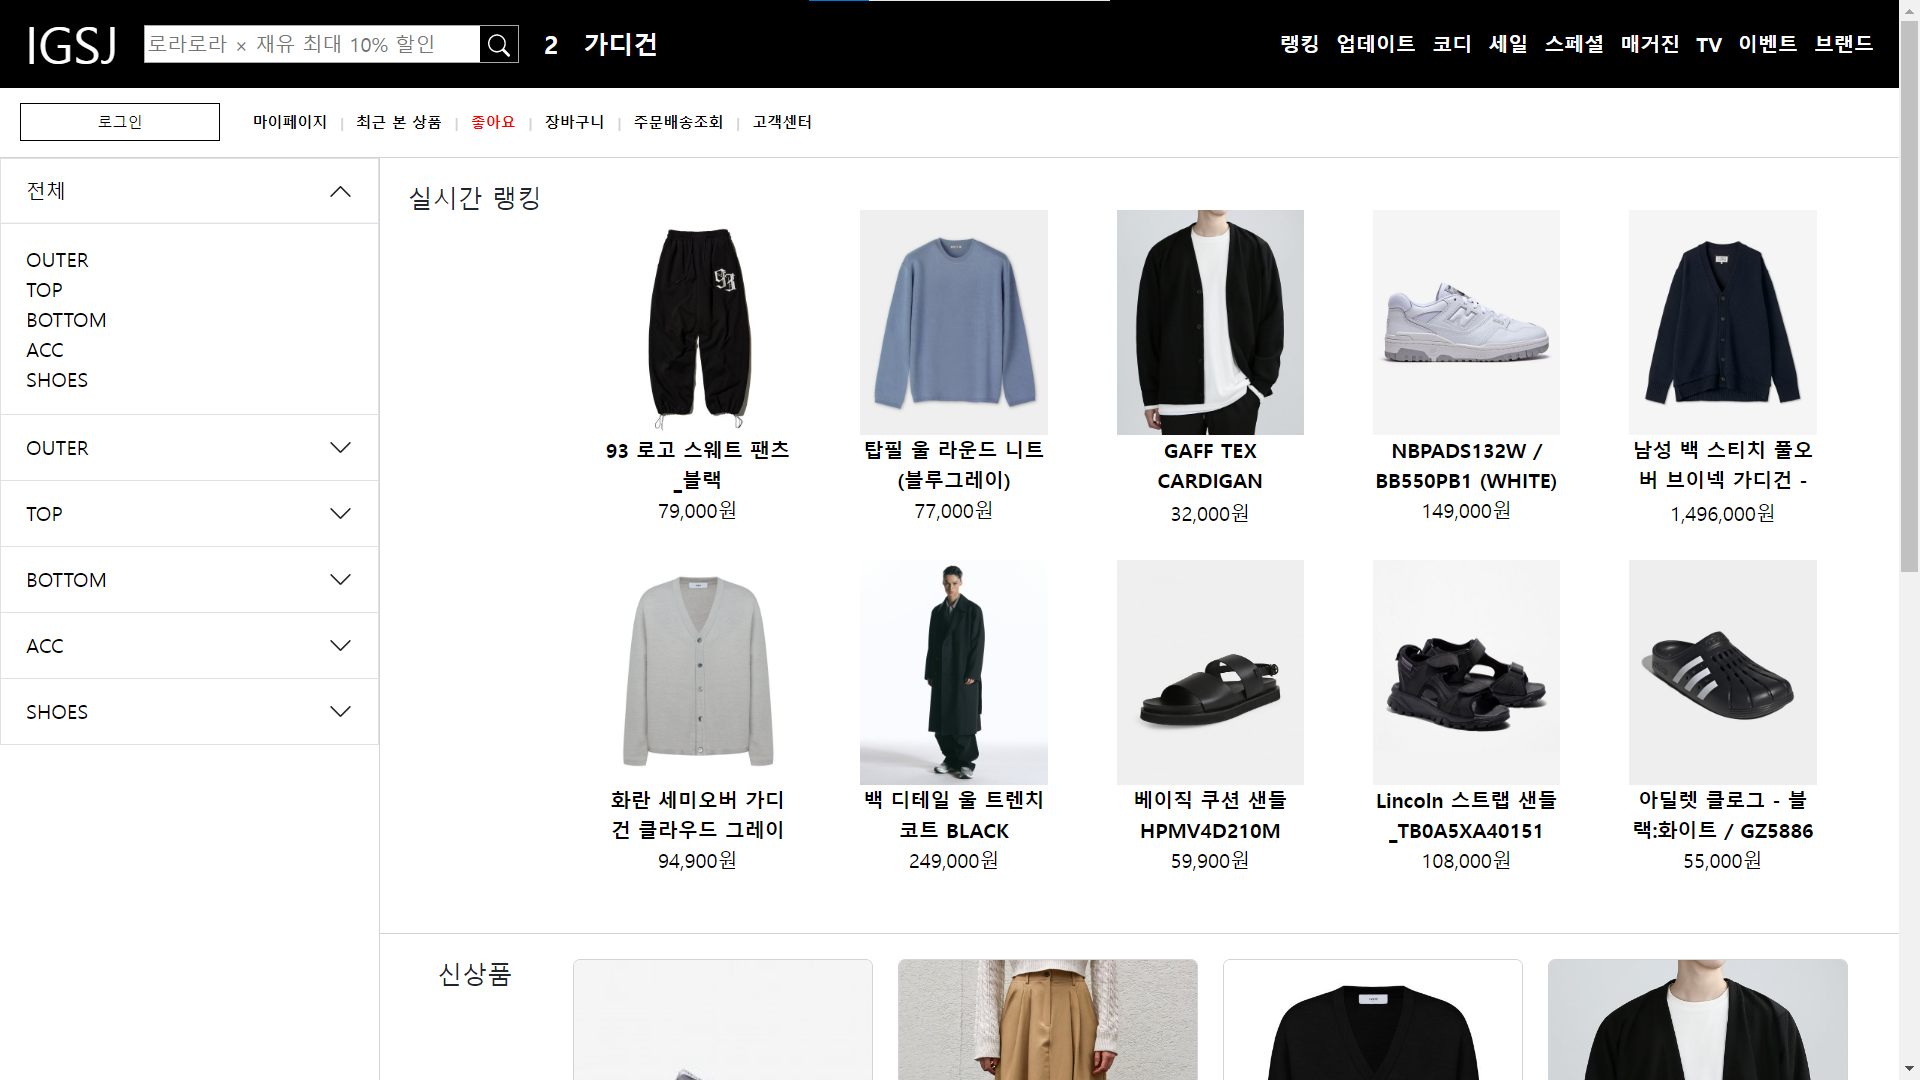 IGSJ
로라로라 × 재유 최대 10% 할인
2 가디건
랭킹 업데이트 코디 세일 스페셜 매거진 TV 이벤트 브랜드
로그인
마이페이지 | 최근 본 상품 | 좋아요 | 장바구니 | 주문배송조회 | 고객센터
전체
OUTER
TOP
BOTTOM
ACC
SHOES
OUTER
TOP
BOTTOM
ACC
SHOES
실시간 랭킹
93 로고 스웨트 팬츠
_블랙
79,000원
탑필 울 라운드 니트
(블루그레이)
77,000원
GAFF TEX
CARDIGAN
32,000원
NBPADS132W /
BB550PB1 (WHITE)
149,000원
남성 백 스티치 풀오
버 브이넥 가디건 -
1,496,000원
화란 세미오버 가디
건 클라우드 그레이
94,900원
백 디테일 울 트렌치
코트 BLACK
249,000원
베이직 쿠션 샌들
HPMV4D210M
59,900원
Lincoln 스트랩 샌들
_TB0A5XA40151
108,000원
아딜렛 클로그 - 블
랙:화이트 / GZ5886
55,000원
신상품